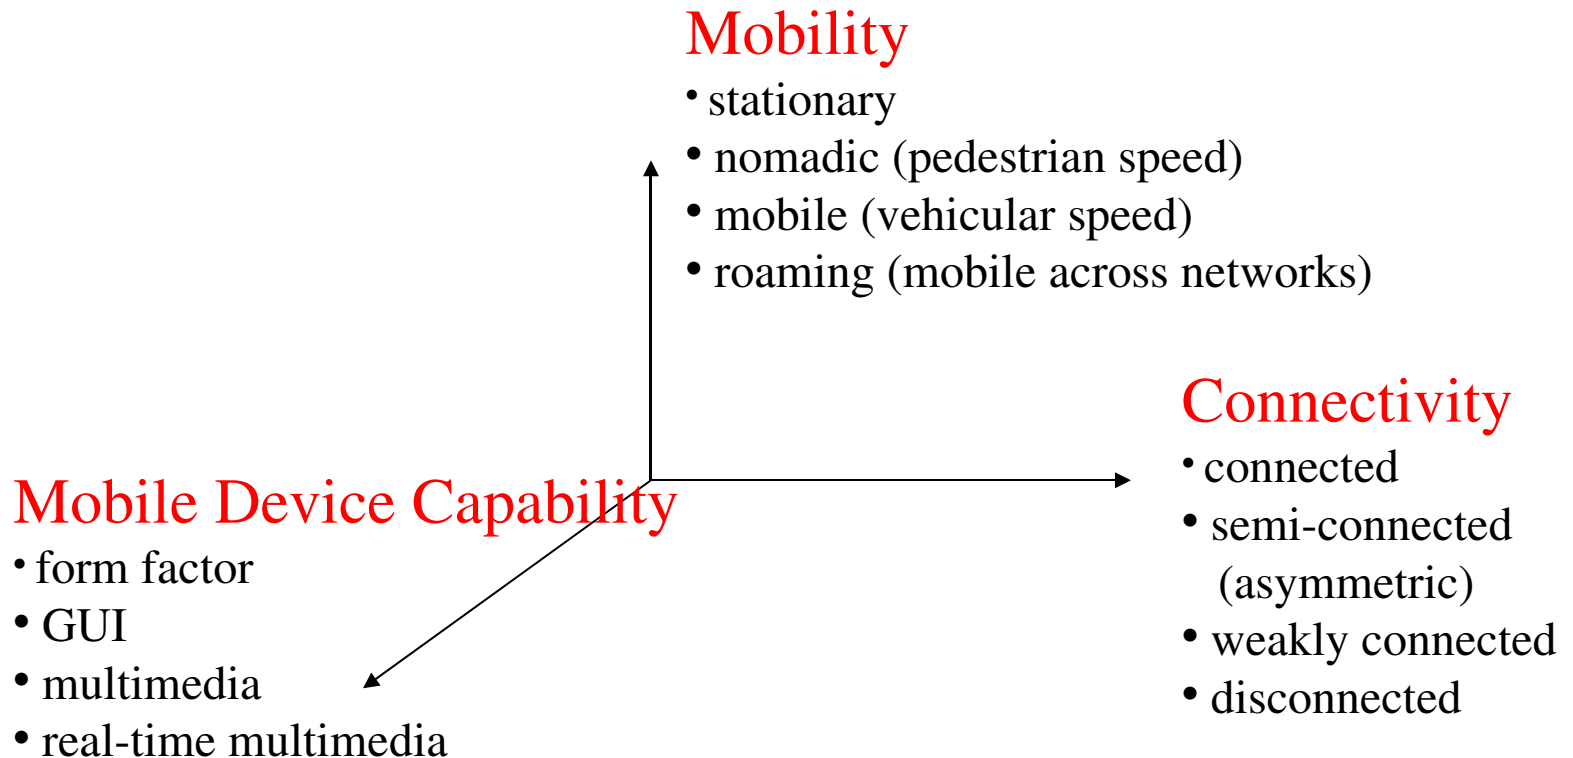 Mobility
• stationary
• nomadic (pedestrian speed)
• mobile (vehicular speed)
• roaming (mobile across networks)
Connectivity
• connected
• semi-connected
(asymmetric)
• weakly connected
• disconnected
Mobile Device Capability
• form factor
• GUI
• multimedia
• real-time multimedia